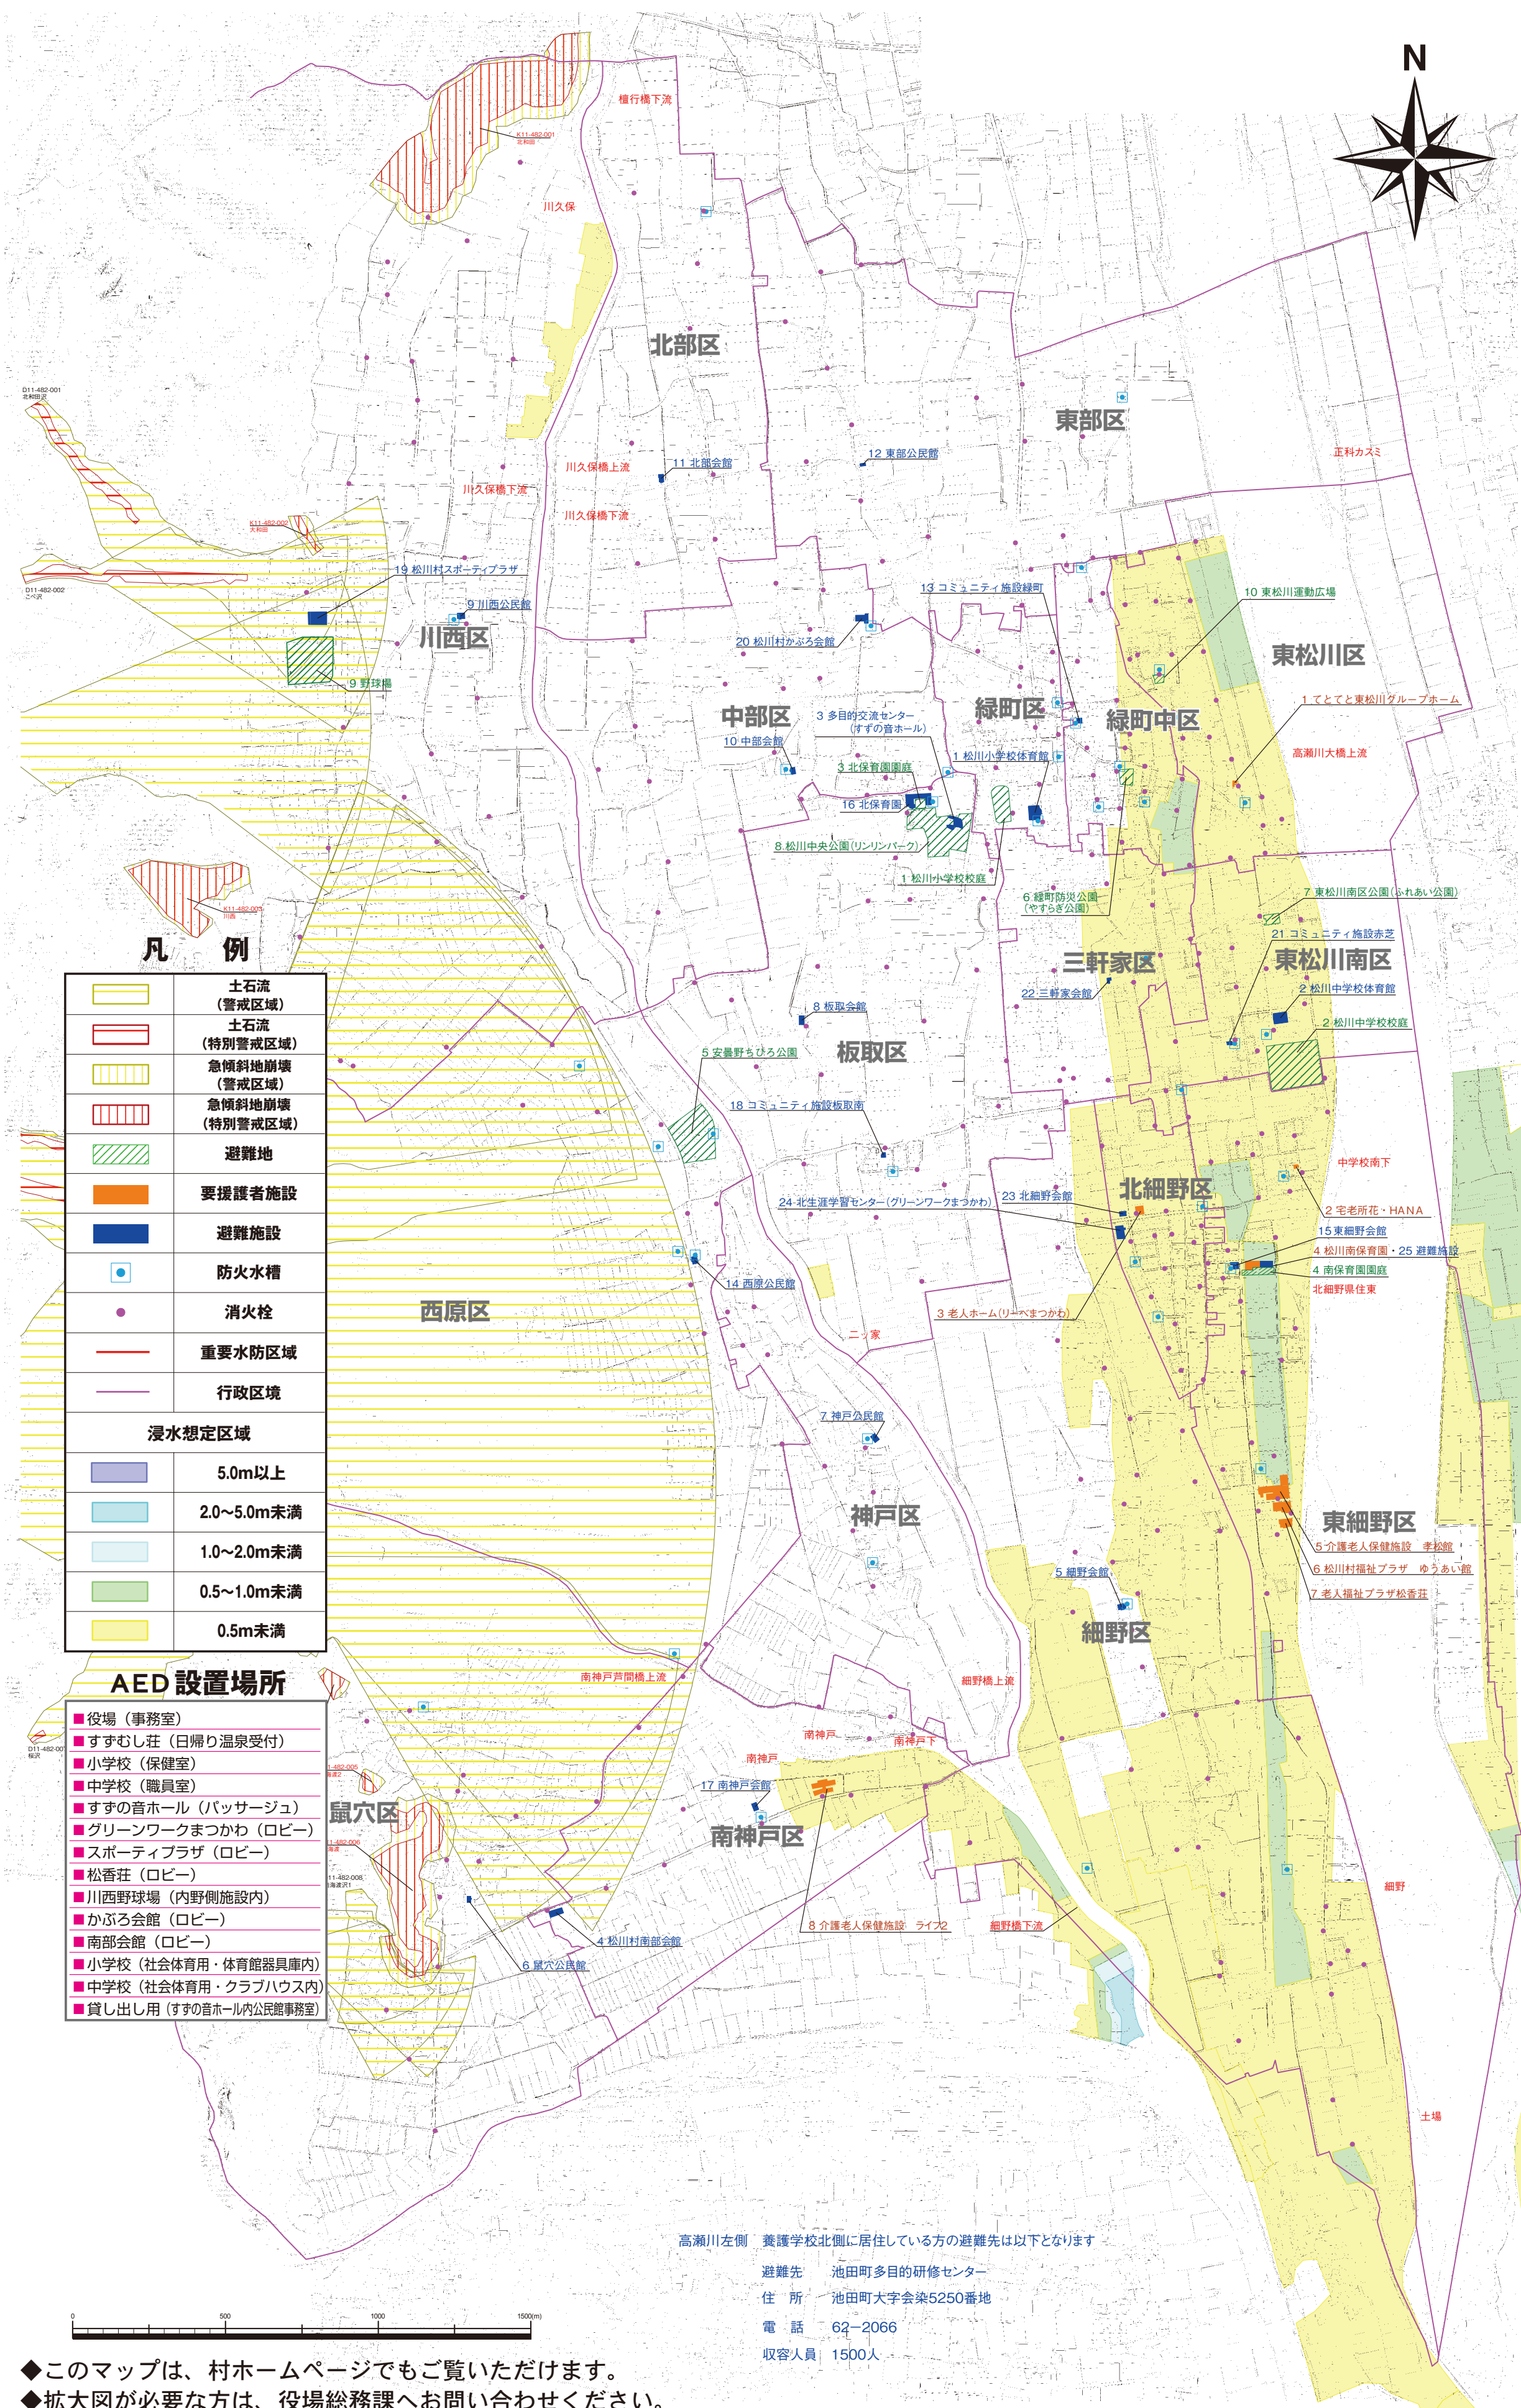 N
檀行橋下流
K11-482-001
北和田
川久保
北部区
D11-482-001
北和田沢
東部区
正科カスミ
12 東部公民館
11 北部会館
川久保橋上流
川久保橋下流
川久保橋下流
K11-482-002
大和田
19 松川村スポーティプラザ
D11-482-002
こべ沢
13 コミュニティ施設緑町
10 東松川運動広場
9 川西公民館
川西区
20 松川村かぶろ会館
東松川区
9 野球場
1 てとてと東松川グループホーム
緑町区
緑町中区
中部区
3 多目的交流センター
(すずの音ホール)
10 中部会館
高瀬川大橋上流
1 松川小学校体育館
3 北保育園園庭
16 北保育園
8 松川中央公園(リンリンパーク)
1 松川小学校校庭
6 緑町防災公園
(やすらぎ公園)
7 東松川南区公園(ふれあい公園)
K11-482-003
川西
21 コミュニティ施設赤芝
三軒家区
東松川南区
22 三軒家会館
2 松川中学校体育館
8 板取会館
2 松川中学校校庭
5 安曇野ちひろ公園
板取区
18 コミュニティ施設板取南
中学校南下
北細野区
24 北生涯学習センター(グリーンワークまつかわ)
23 北細野会館
2 宅老所花・HANA
15 東細野会館
4 松川南保育園・25 避難施設
4 南保育園園庭
北細野県住東
14 西原公民館
西原区
3 老人ホーム(リーベまつかわ)
二ッ家
7 神戸公民館
神戸区
東細野区
5 介護老人保健施設　孝松館
6 松川村福祉プラザ　ゆうあい館
7 老人福祉プラザ松香荘
5 細野会館
細野区
南神戸芦間橋上流
細野橋上流
南神戸
南神戸下
南神戸
17 南神戸会館
南神戸区
鼠穴区
8 介護老人保健施設　ライフ2
細野橋下流
細野
4 松川村南部会館
6 鼠穴公民館
土場
凡　例
土石流
(警戒区域)
土石流
(特別警戒区域)
急傾斜地崩壊
(警戒区域)
急傾斜地崩壊
(特別警戒区域)
避難地
要援護者施設
避難施設
防火水槽
消火栓
重要水防区域
行政区境
浸水想定区域
5.0m以上
2.0〜5.0m未満
1.0〜2.0m未満
0.5〜1.0m未満
0.5m未満
AED設置場所
■役場（事務室）
■すずむし荘（日帰り温泉受付）
■小学校（保健室）
■中学校（職員室）
■すずの音ホール（パッサージュ）
■グリーンワークまつかわ（ロビー）
■スポーティプラザ（ロビー）
■松香荘（ロビー）
■川西野球場（内野側施設内）
■かぶろ会館（ロビー）
■南部会館（ロビー）
■小学校（社会体育用・体育館器具庫内）
■中学校（社会体育用・クラブハウス内）
■貸し出し用（すずの音ホール内公民館事務室）
高瀬川左側　養護学校北側に居住している方の避難先は以下となります
避難先　池田町多目的研修センター
住　所　池田町大字会染5250番地
電　話　62−2066
収容人員　1500人
0 500 1000 1500(m)
◆このマップは、村ホームページでもご覧いただけます。
◆拡大図が必要な方は、役場総務課へお問い合わせください。